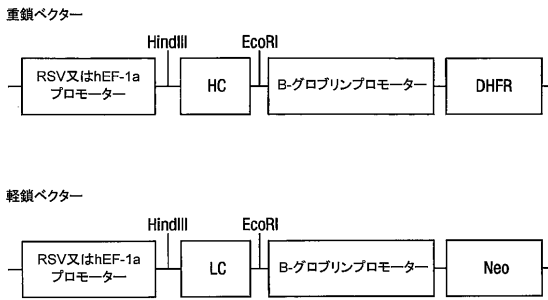 重鎖ベクター
HindIII EcoRI
RSV又はhEF-1a
プロモーター
HC
B-グロブリンプロモーター
DHFR
軽鎖ベクター
HindIII EcoRI
RSV又はhEF-1a
プロモーター
LC
B-グロブリンプロモーター
Neo